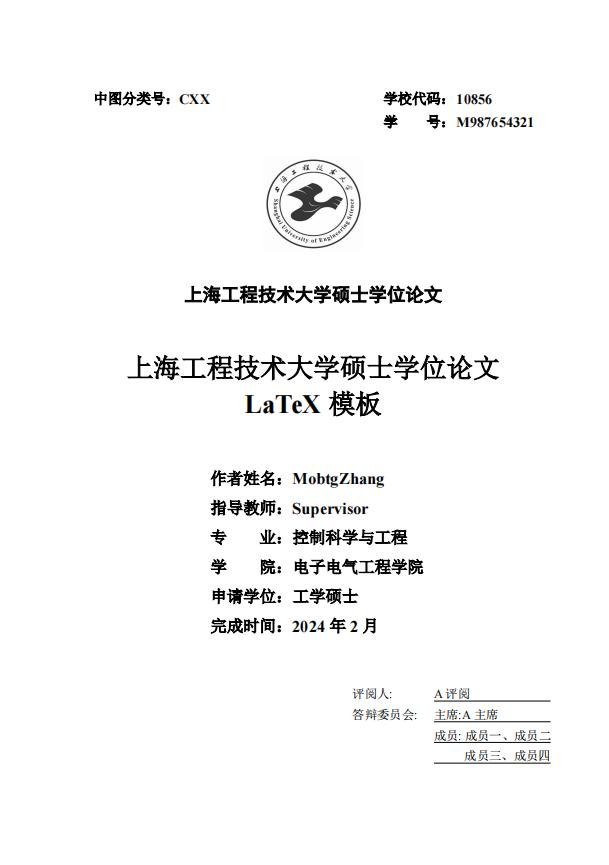 中图分类号：CXX 学校代码：10856
学 号：M987654321
上海工程技术大学
Shanghai University of Engineering Science
上海工程技术大学硕士学位论文
上海工程技术大学硕士学位论文
LaTeX 模板
作者姓名：MobtgZhang
指导教师：Supervisor
专 业：控制科学与工程
学 院：电子电气工程学院
申请学位：工学硕士
完成时间：2024 年 2 月
评阅人: A 评阅
答辩委员会: 主席:A 主席
成员: 成员一、成员二
成员三、成员四